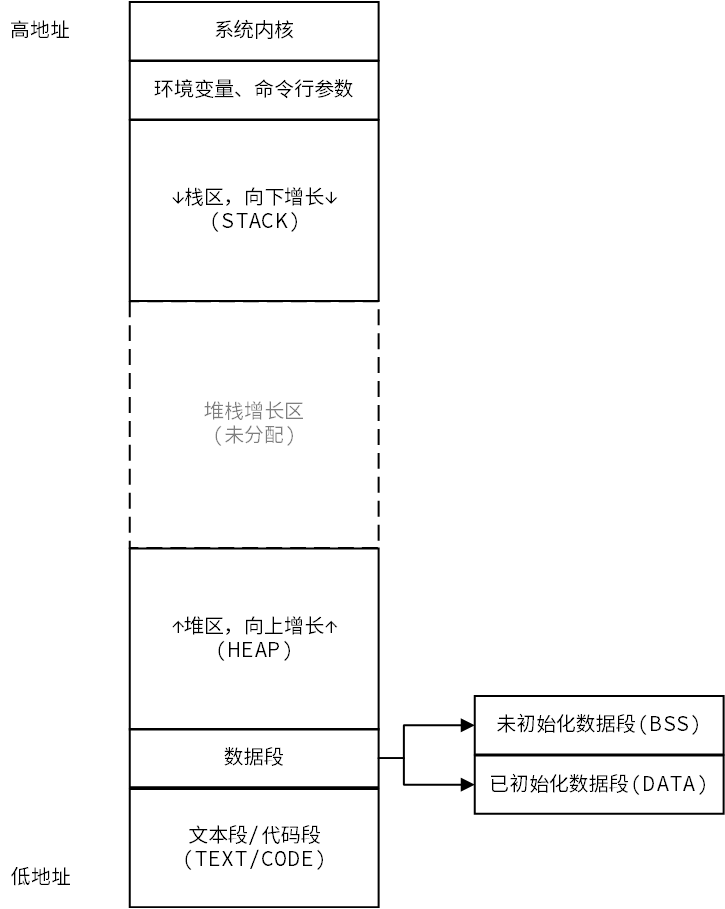 高地址
系统内核
环境变量、命令行参数
↓栈区，向下增长↓
(STACK)
堆栈增长区
(未分配)
↑堆区，向上增长↑
(HEAP)
未初始化数据段(BSS)
数据段
已初始化数据段(DATA)
文本段/代码段
(TEXT/CODE)
低地址